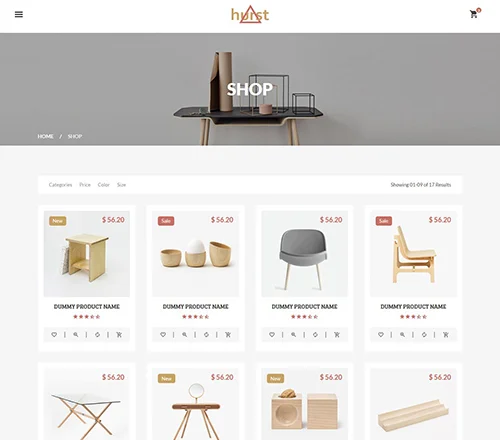 hurst
0
SHOP
HOME / SHOP
Categories Price Color Size
Showing 01-09 of 17 Results
New $ 56.20
Sale $ 56.20
$ 56.20
Sale $ 56.20
DUMMY PRODUCT NAME
DUMMY PRODUCT NAME
DUMMY PRODUCT NAME
DUMMY PRODUCT NAME
$ 56.20
New $ 56.20
New $ 56.20
$ 56.20